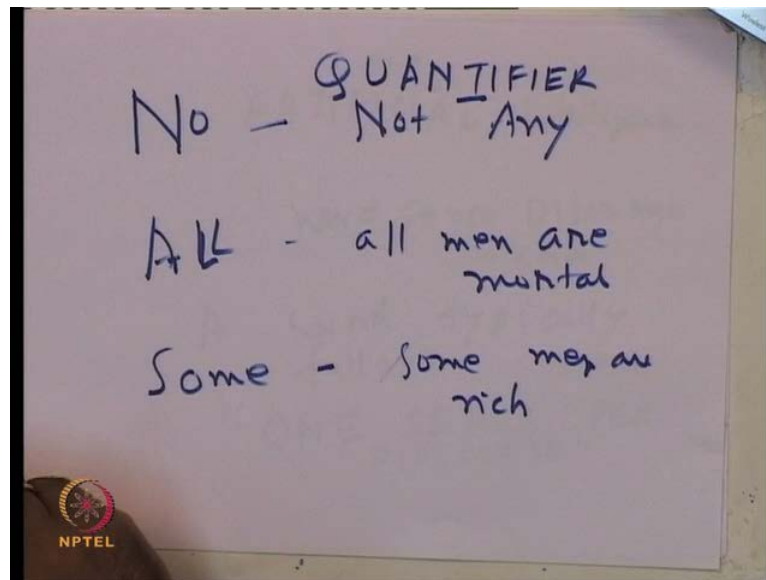 QUANTIFIER
No - Not Any
ALL - all men are
mortal
Some - Some men are
rich
NPTEL